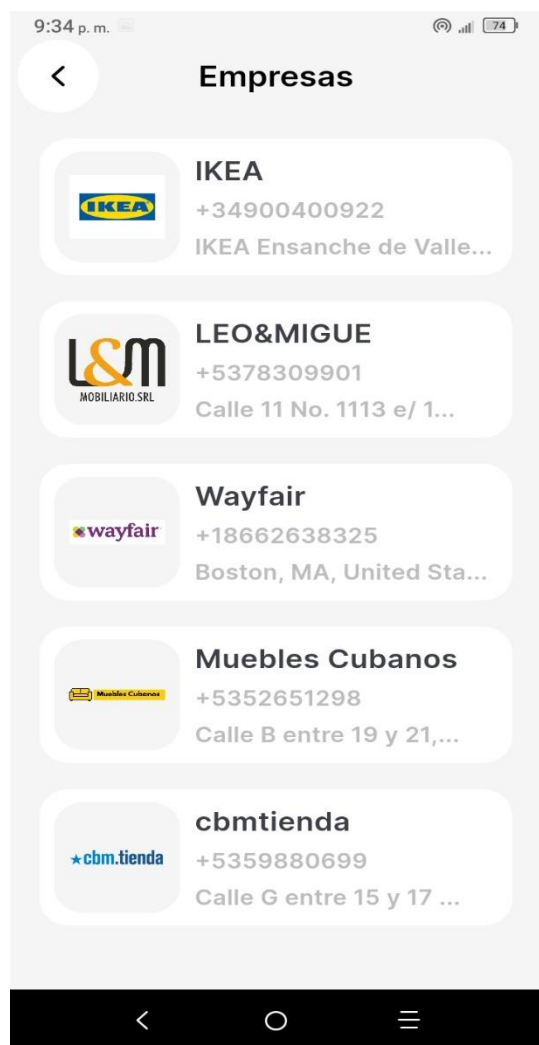 9:34 p. m.
74
Empresas
IKEA
IKEA
+34900400922
IKEA Ensanche de Valle...
L&M
MOBILIARIO.SRL
LEO&MIGUE
+5378309901
Calle 11 No. 1113 e/ 1...
wayfair
Wayfair
+18662638325
Boston, MA, United Sta...
Muebles Cubanos
Muebles Cubanos
+5352651298
Calle B entre 19 y 21,...
cbm.tienda
cbmtienda
+5359880699
Calle G entre 15 y 17 ...